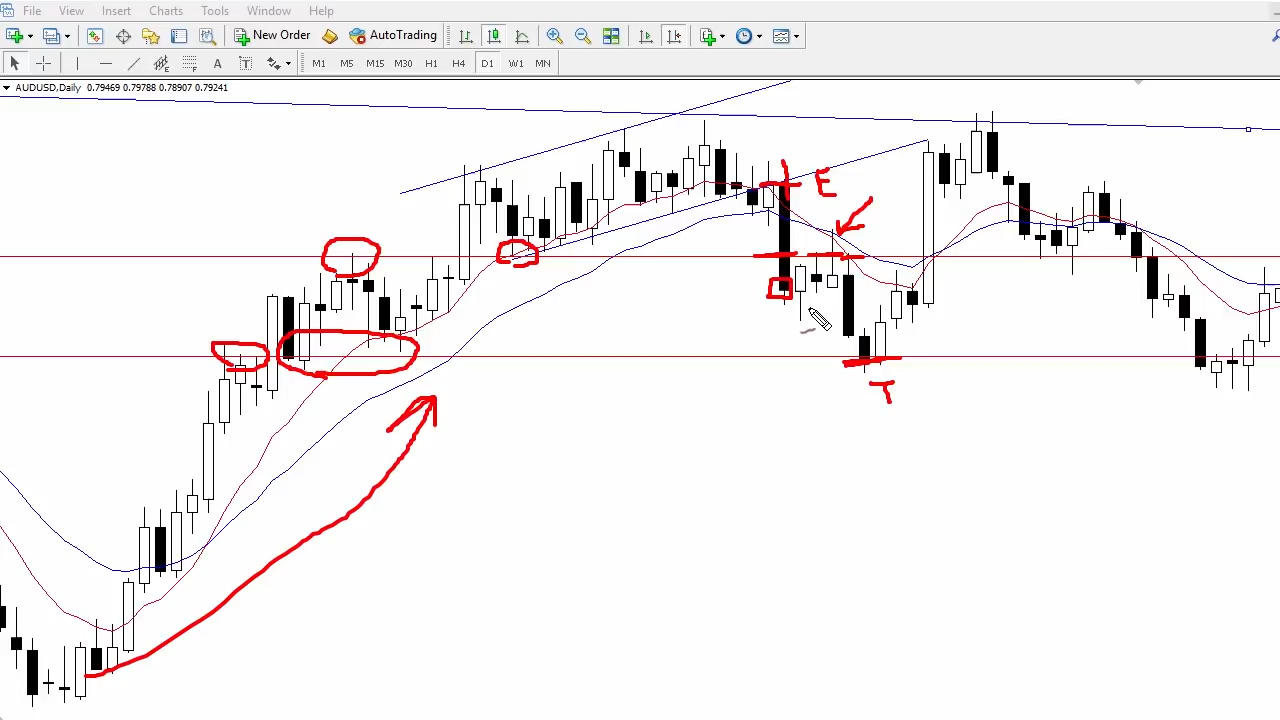 File View Insert Charts Tools Window Help
New Order AutoTrading
A T M1 M5 M15 M30 H1 H4 D1 W1 MN
AUDUSD,Daily 0.79469 0.79788 0.78907 0.79241
E
T